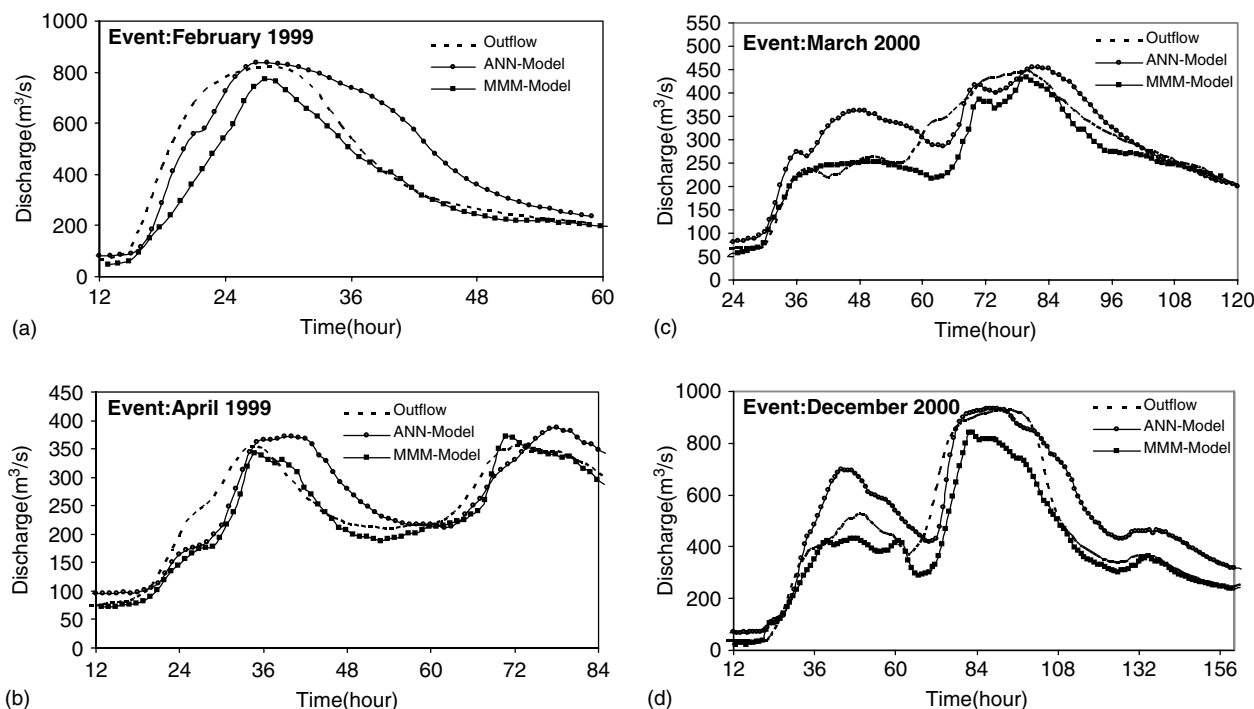 Event:February 1999
Outflow
ANN-Model
MMM-Model
Discharge(m³/s)
1000
800
600
400
200
0
12 24 36 48 60
Time(hour)
(a)
Event:March 2000
Outflow
ANN-Model
MMM-Model
Discharge(m³/s)
550
500
450
400
350
300
250
200
150
100
50
0
24 36 48 60 72 84 96 108 120
Time(hour)
(c)
Event:April 1999
Outflow
ANN-Model
MMM-Model
Discharge(m³/s)
450
400
350
300
250
200
150
100
50
0
12 24 36 48 60 72 84
Time(hour)
(b)
Event:December 2000
Outflow
ANN-Model
MMM-Model
Discharge(m³/s)
1000
800
600
400
200
0
12 36 60 84 108 132 156
Time(hour)
(d)